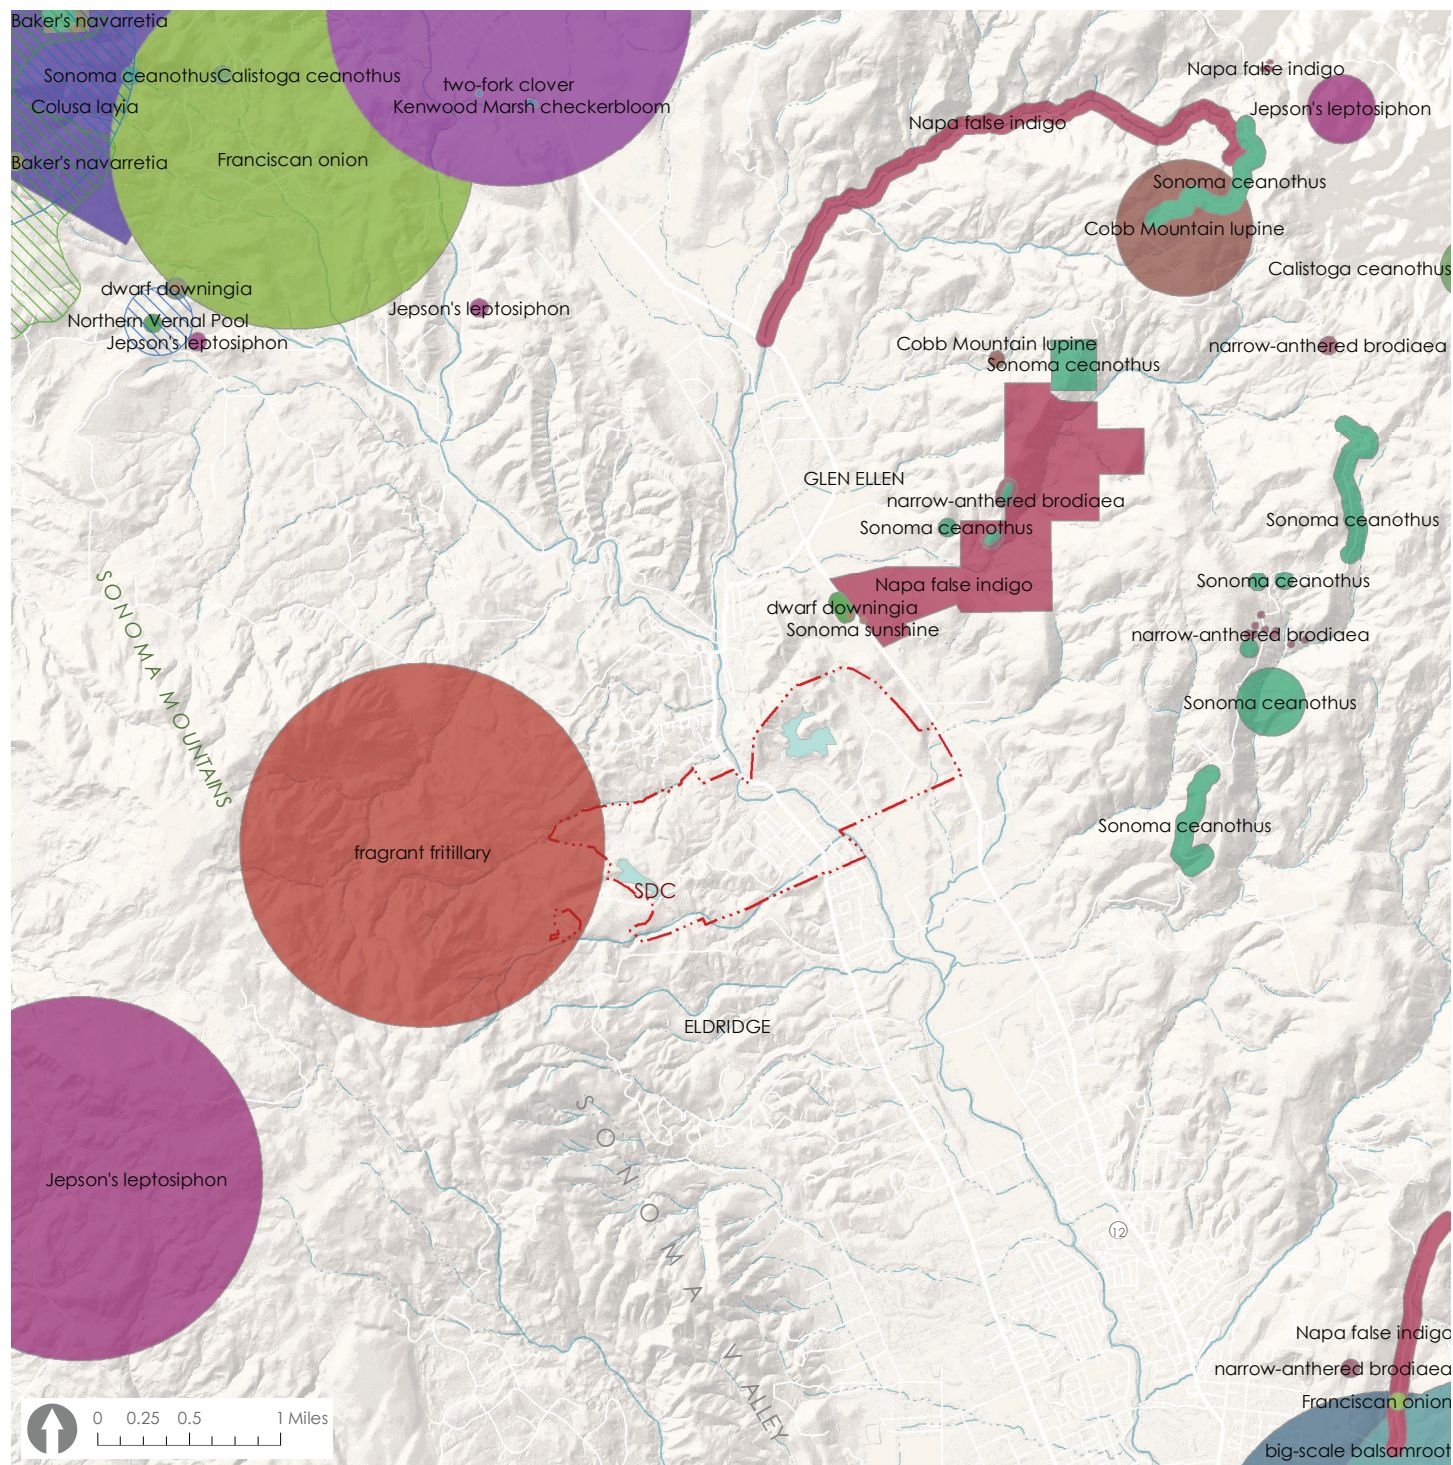 Baker's navarretia
Sonoma ceanothus
Calistoga ceanothus
Colusa layia
two-fork clover
Kenwood Marsh checkerbloom
Napa false indigo
Jepson's leptosiphon
Napa false indigo
Baker's navarretia
Franciscan onion
Sonoma ceanothus
Cobb Mountain lupine
Calistoga ceanothus
dwarf downingia
Northern Vernal Pool
Jepson's leptosiphon
Jepson's leptosiphon
Cobb Mountain lupine
Sonoma ceanothus
narrow-anthered brodiaea
GLEN ELLEN
narrow-anthered brodiaea
Sonoma ceanothus
Sonoma ceanothus
Napa false indigo
dwarf downingia
Sonoma sunshine
Sonoma ceanothus
narrow-anthered brodiaea
SONOMA MOUNTAINS
Sonoma ceanothus
Sonoma ceanothus
fragrant fritillary
SDC
ELDRIDGE
SONOMA VALLEY
Jepson's leptosiphon
12
Napa false indigo
narrow-anthered brodiaea
Franciscan onion
big-scale balsamroot
0 0.25 0.5 1 Miles